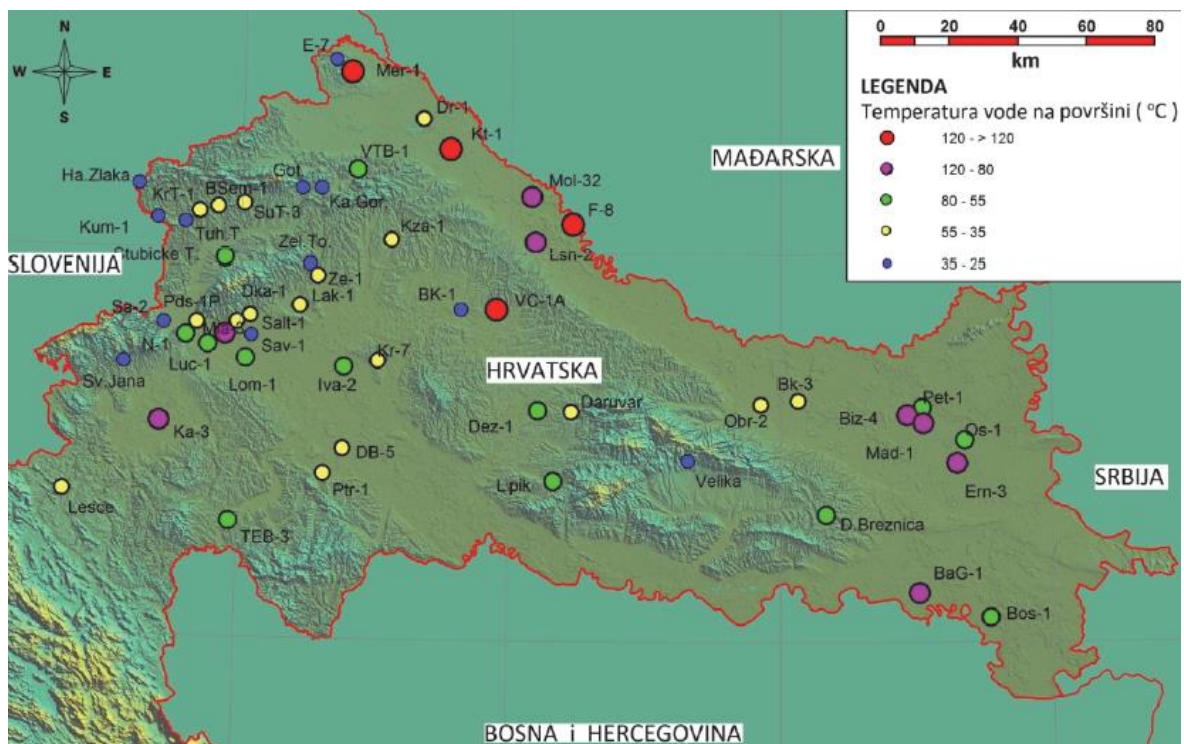 N
W E
S
0 20 40 60 80
km
LEGENDA
Temperatura vode na površini ( °C )
120 - > 120
120 - 80
80 - 55
55 - 35
35 - 25
E-7
Mer-1
Dr-1
Kt-1
VTB-1
MAĐARSKA
Ha.Zlaka
Got.
Mol-32
KrT-1
BSem-1
Ka.Gor.
SuT-3
F-8
Kum-1
Tuh.T.
Kza-1
Stubicke T.
Zel.To.
Lsn-2
SLOVENIJA
Ze-1
Dka-1
Lak-1
Sa-2
Pds-1P
BK-1
VC-1A
Salt-1
N-1
Sav-1
Luc-1
Kr-7
Sv.Jana
Lom-1
Iva-2
HRVATSKA
Bk-3
Daruvar
Pet-1
Ka-3
Dez-1
Obr-2
Biz-4
Os-1
DB-5
Mad-1
Lipik
Velika
SRBIJA
Lesce
Ptr-1
Ern-3
TEB-3
D.Breznica
BaG-1
Bos-1
BOSNA i HERCEGOVINA